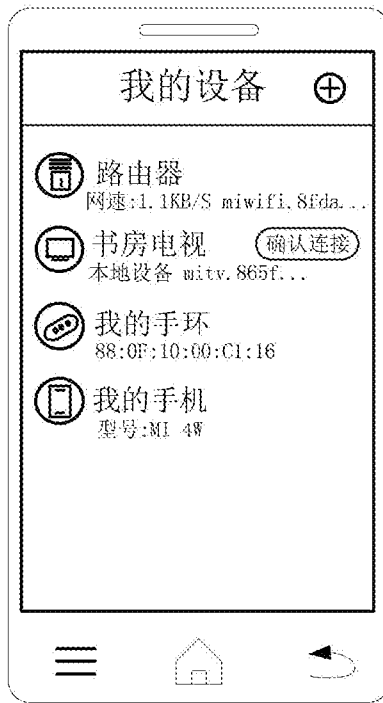 我的设备
路由器
网速:1.1KB/S miwifi.8fda...
书房电视 确认连接
本地设备 mitv.865f...
我的手环
88:0F:10:00:C1:16
我的手机
型号:MI 4W